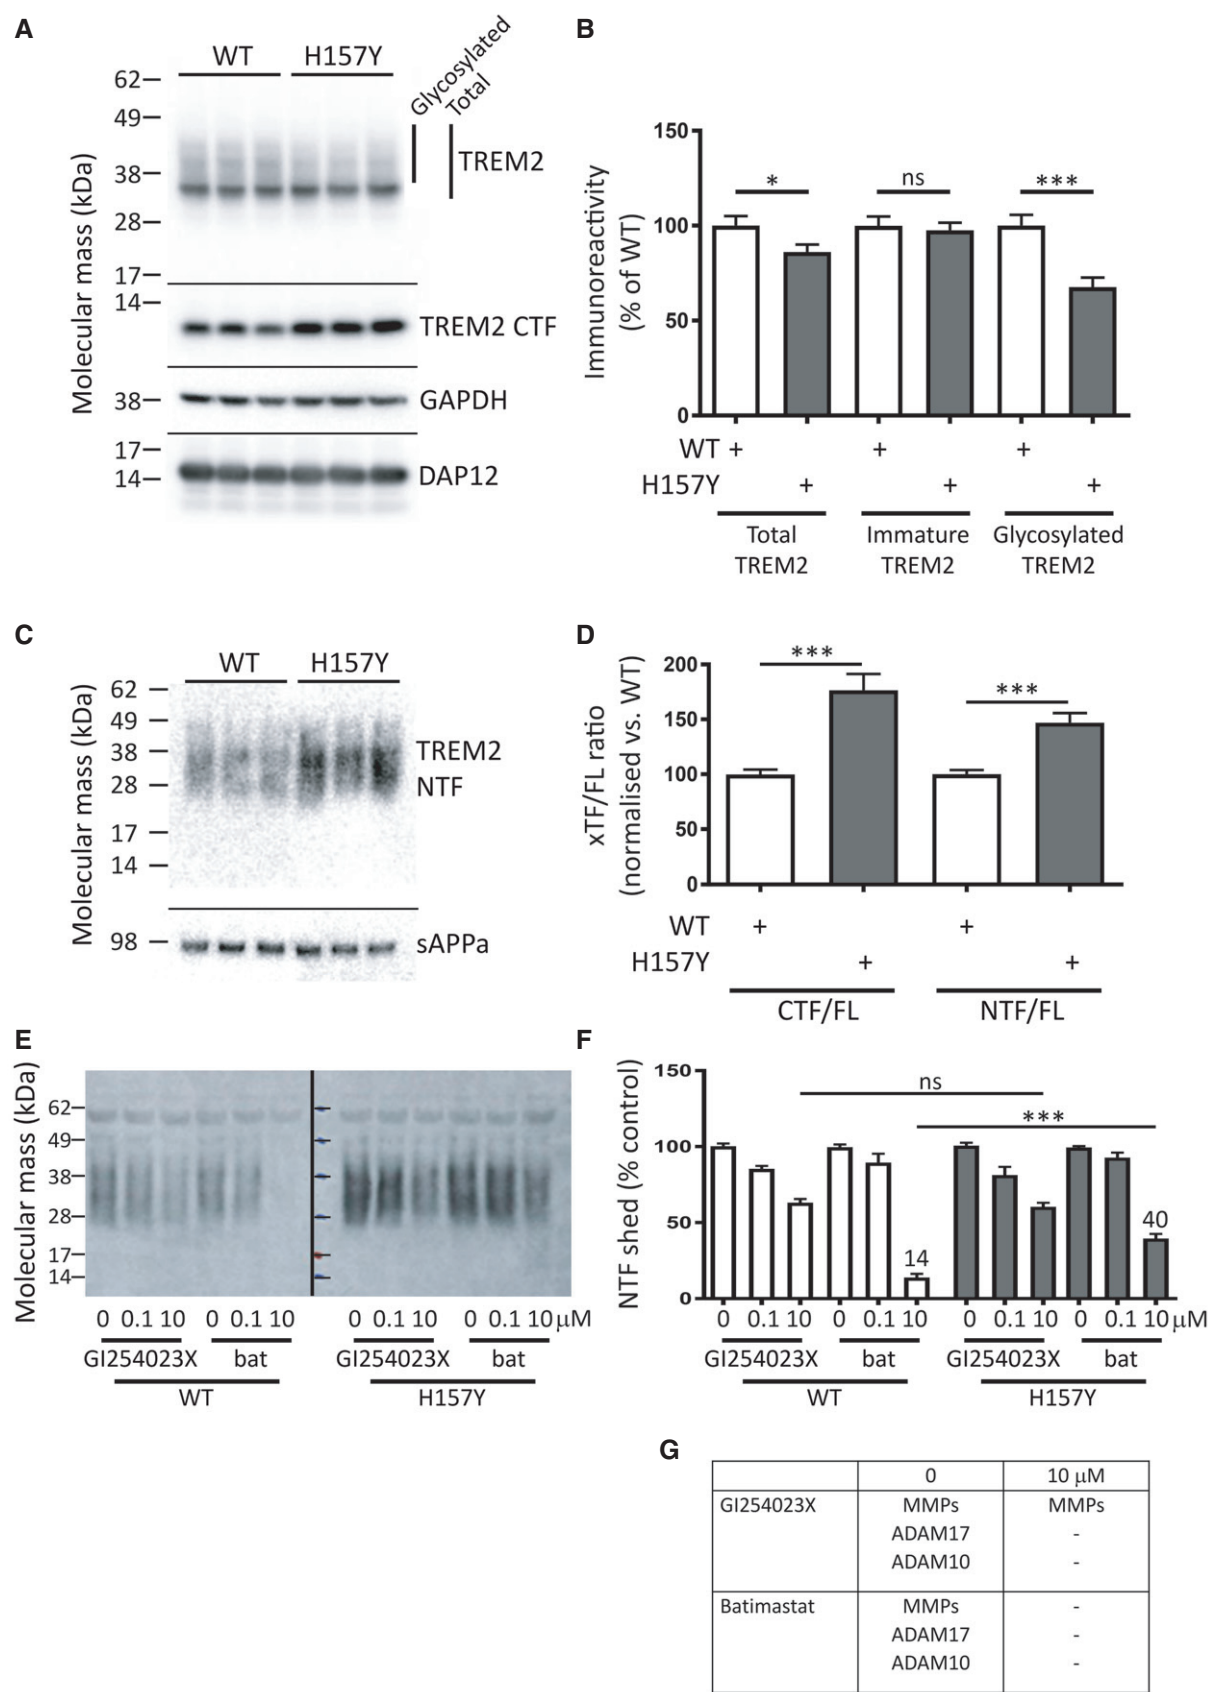 A
WT H157Y
Glycosylated
Total
Molecular mass (kDa)
62
49
38
28
17
14
38
17
14
TREM2
TREM2 CTF
GAPDH
DAP12
B
Immunoreactivity
(% of WT)
150
100
50
0
* ns ***
WT + + +
H157Y + + +
Total Immature Glycosylated
TREM2 TREM2 TREM2
C
WT H157Y
Molecular mass (kDa)
62
49
38
28
17
14
98
TREM2
NTF
sAPPa
D
xTF/FL ratio
(normalised vs. WT)
200
150
100
50
0
*** ***
WT + +
H157Y + +
CTF/FL NTF/FL
E
Molecular mass (kDa)
62
49
38
28
17
14
0 0.1 10 0 0.1 10 0 0.1 10 0 0.1 10 μM
GI254023X bat GI254023X bat
WT H157Y
F
NTF shed (% control)
150
100
50
0
ns
***
14
40
0 0.1 10 0 0.1 10 0 0.1 10 0 0.1 10 μM
GI254023X bat GI254023X bat
WT H157Y
G
0 10 μM
GI254023X MMPs MMPs
ADAM17 -
ADAM10 -
Batimastat MMPs -
ADAM17 -
ADAM10 -